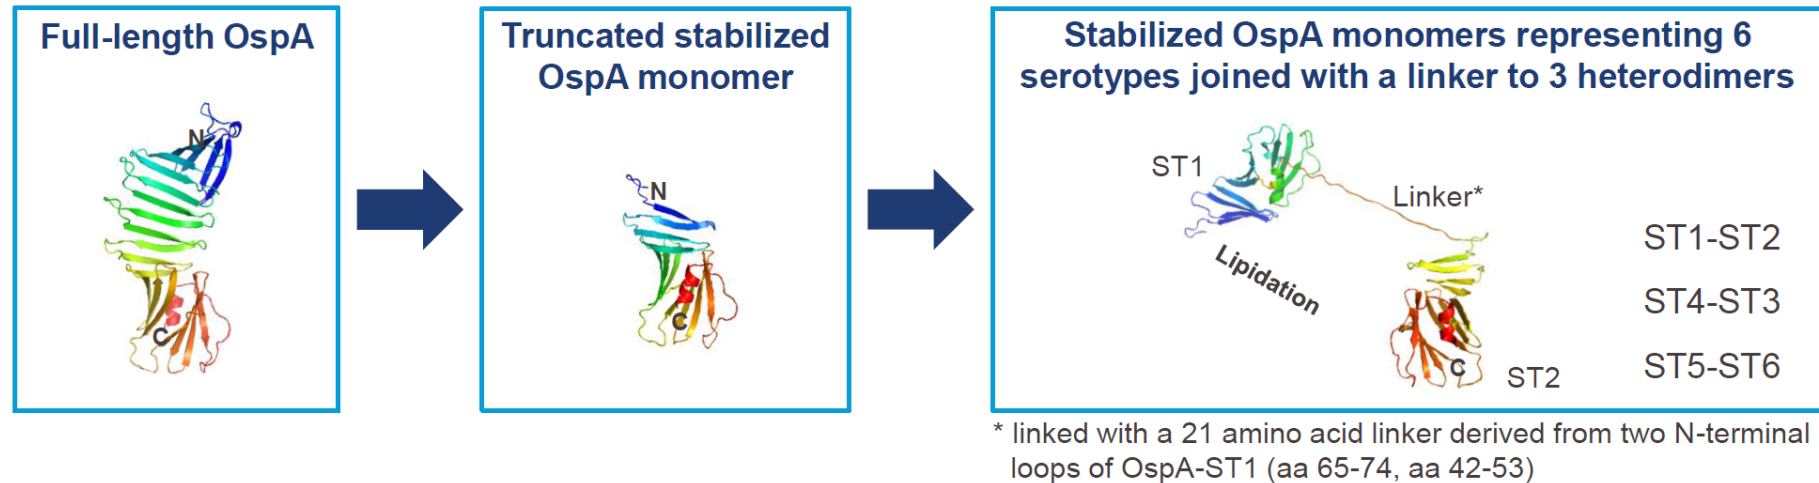 Full-length OspA
N
C
Truncated stabilized
OspA monomer
N
C
Stabilized OspA monomers representing 6
serotypes joined with a linker to 3 heterodimers
ST1
Linker*
Lipidation
C
ST2
ST1-ST2
ST4-ST3
ST5-ST6
* linked with a 21 amino acid linker derived from two N-terminal
loops of OspA-ST1 (aa 65-74, aa 42-53)